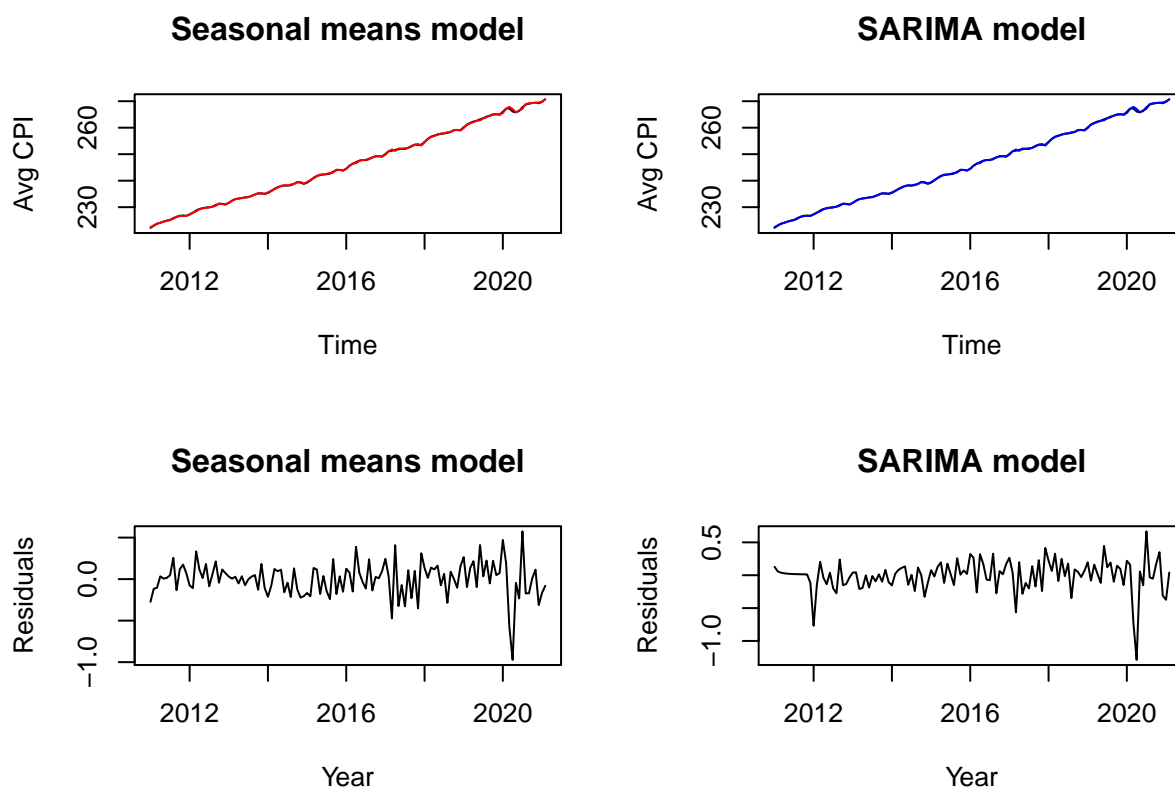 Seasonal means model
Avg CPI
230
260
2012
2016
2020
Time
SARIMA model
Avg CPI
230
260
2012
2016
2020
Time
Seasonal means model
Residuals
−1.0
0.0
2012
2016
2020
Year
SARIMA model
Residuals
−1.0
0.5
2012
2016
2020
Year